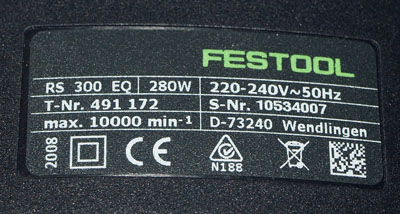 FESTOOL
RS 300 EQ 280W 220-240V~50Hz
T-Nr. 491 172 S-Nr. 10534007
max. 10000 min-1 D-73240 Wendlingen
2008 CE N188